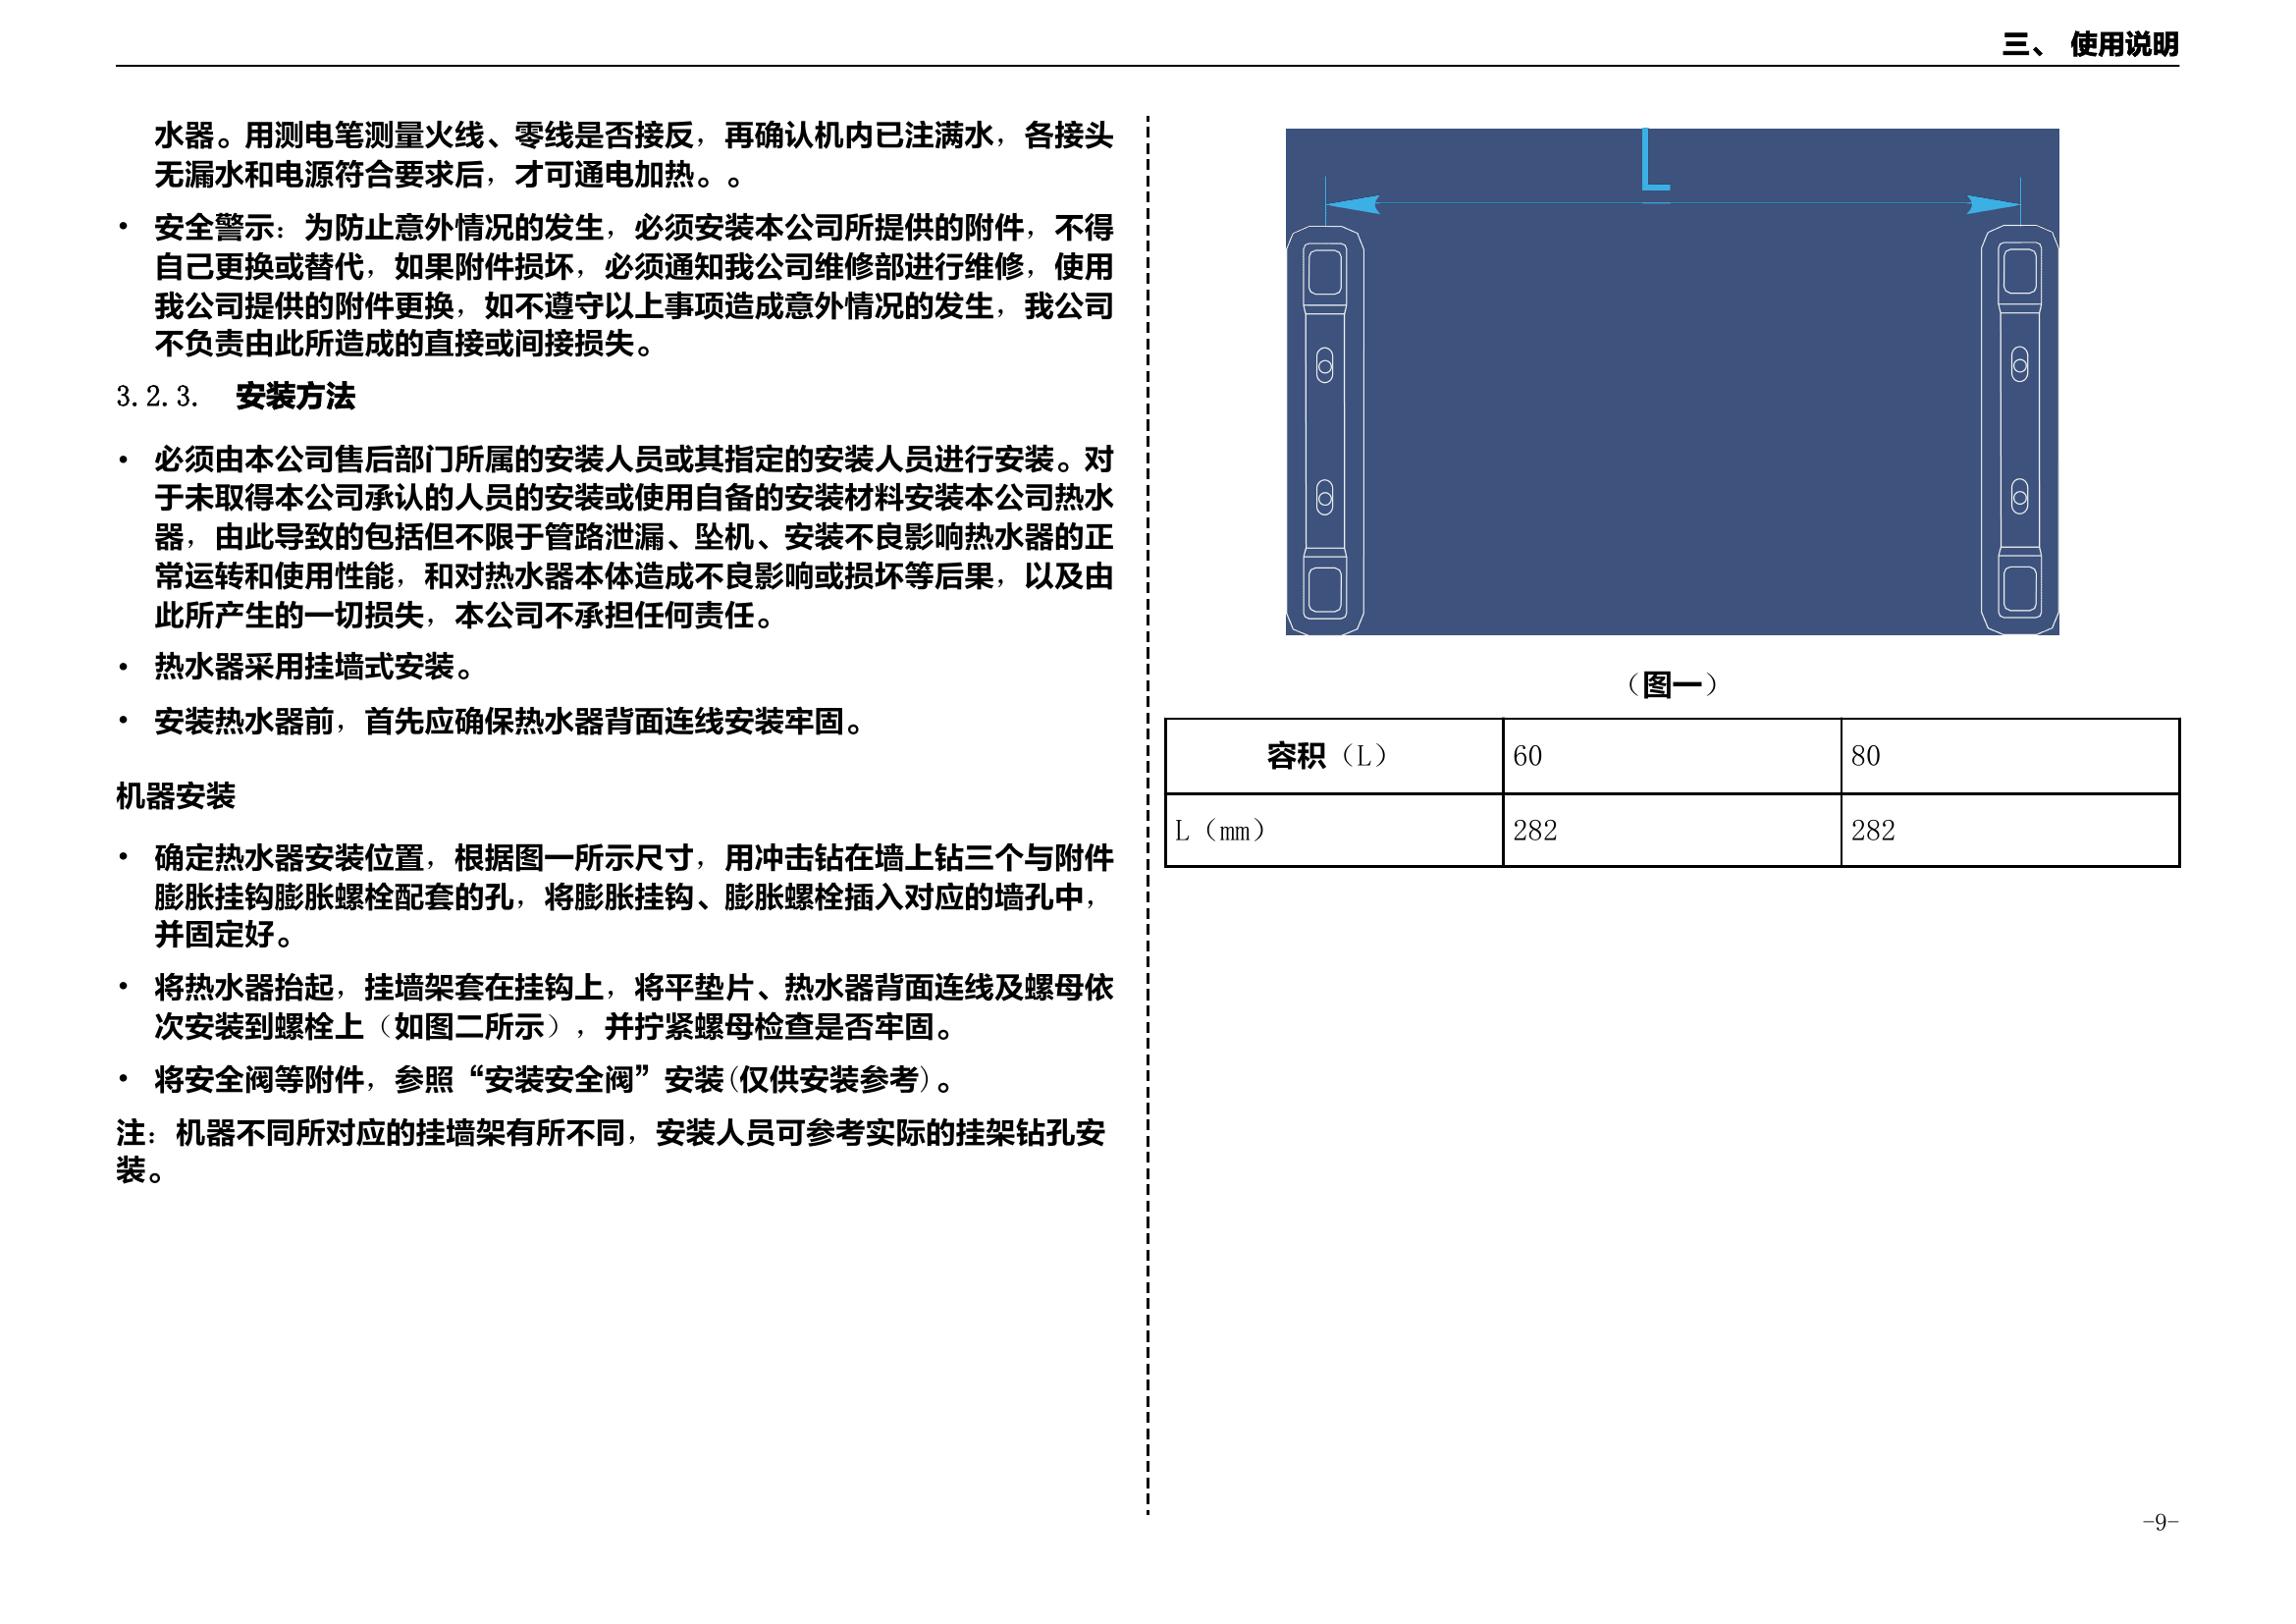 三、 使用说明
水器。用测电笔测量火线、零线是否接反，再确认机内已注满水，各接头
无漏水和电源符合要求后，才可通电加热。。
• 安全警示：为防止意外情况的发生，必须安装本公司所提供的附件，不得
自己更换或替代，如果附件损坏，必须通知我公司维修部进行维修，使用
我公司提供的附件更换，如不遵守以上事项造成意外情况的发生，我公司
不负责由此所造成的直接或间接损失。
3.2.3. 安装方法
• 必须由本公司售后部门所属的安装人员或其指定的安装人员进行安装。对
于未取得本公司承认的人员的安装或使用自备的安装材料安装本公司热水
器，由此导致的包括但不限于管路泄漏、坠机、安装不良影响热水器的正
常运转和使用性能，和对热水器本体造成不良影响或损坏等后果，以及由
此所产生的一切损失，本公司不承担任何责任。
• 热水器采用挂墙式安装。
• 安装热水器前，首先应确保热水器背面连线安装牢固。
机器安装
• 确定热水器安装位置，根据图一所示尺寸，用冲击钻在墙上钻三个与附件
膨胀挂钩膨胀螺栓配套的孔，将膨胀挂钩、膨胀螺栓插入对应的墙孔中，
并固定好。
• 将热水器抬起，挂墙架套在挂钩上，将平垫片、热水器背面连线及螺母依
次安装到螺栓上（如图二所示），并拧紧螺母检查是否牢固。
• 将安全阀等附件，参照“安装安全阀”安装(仅供安装参考)。
注：机器不同所对应的挂墙架有所不同，安装人员可参考实际的挂架钻孔安
装。
L
（图一）
容积（L） 60 80
L（mm） 282 282
-9-